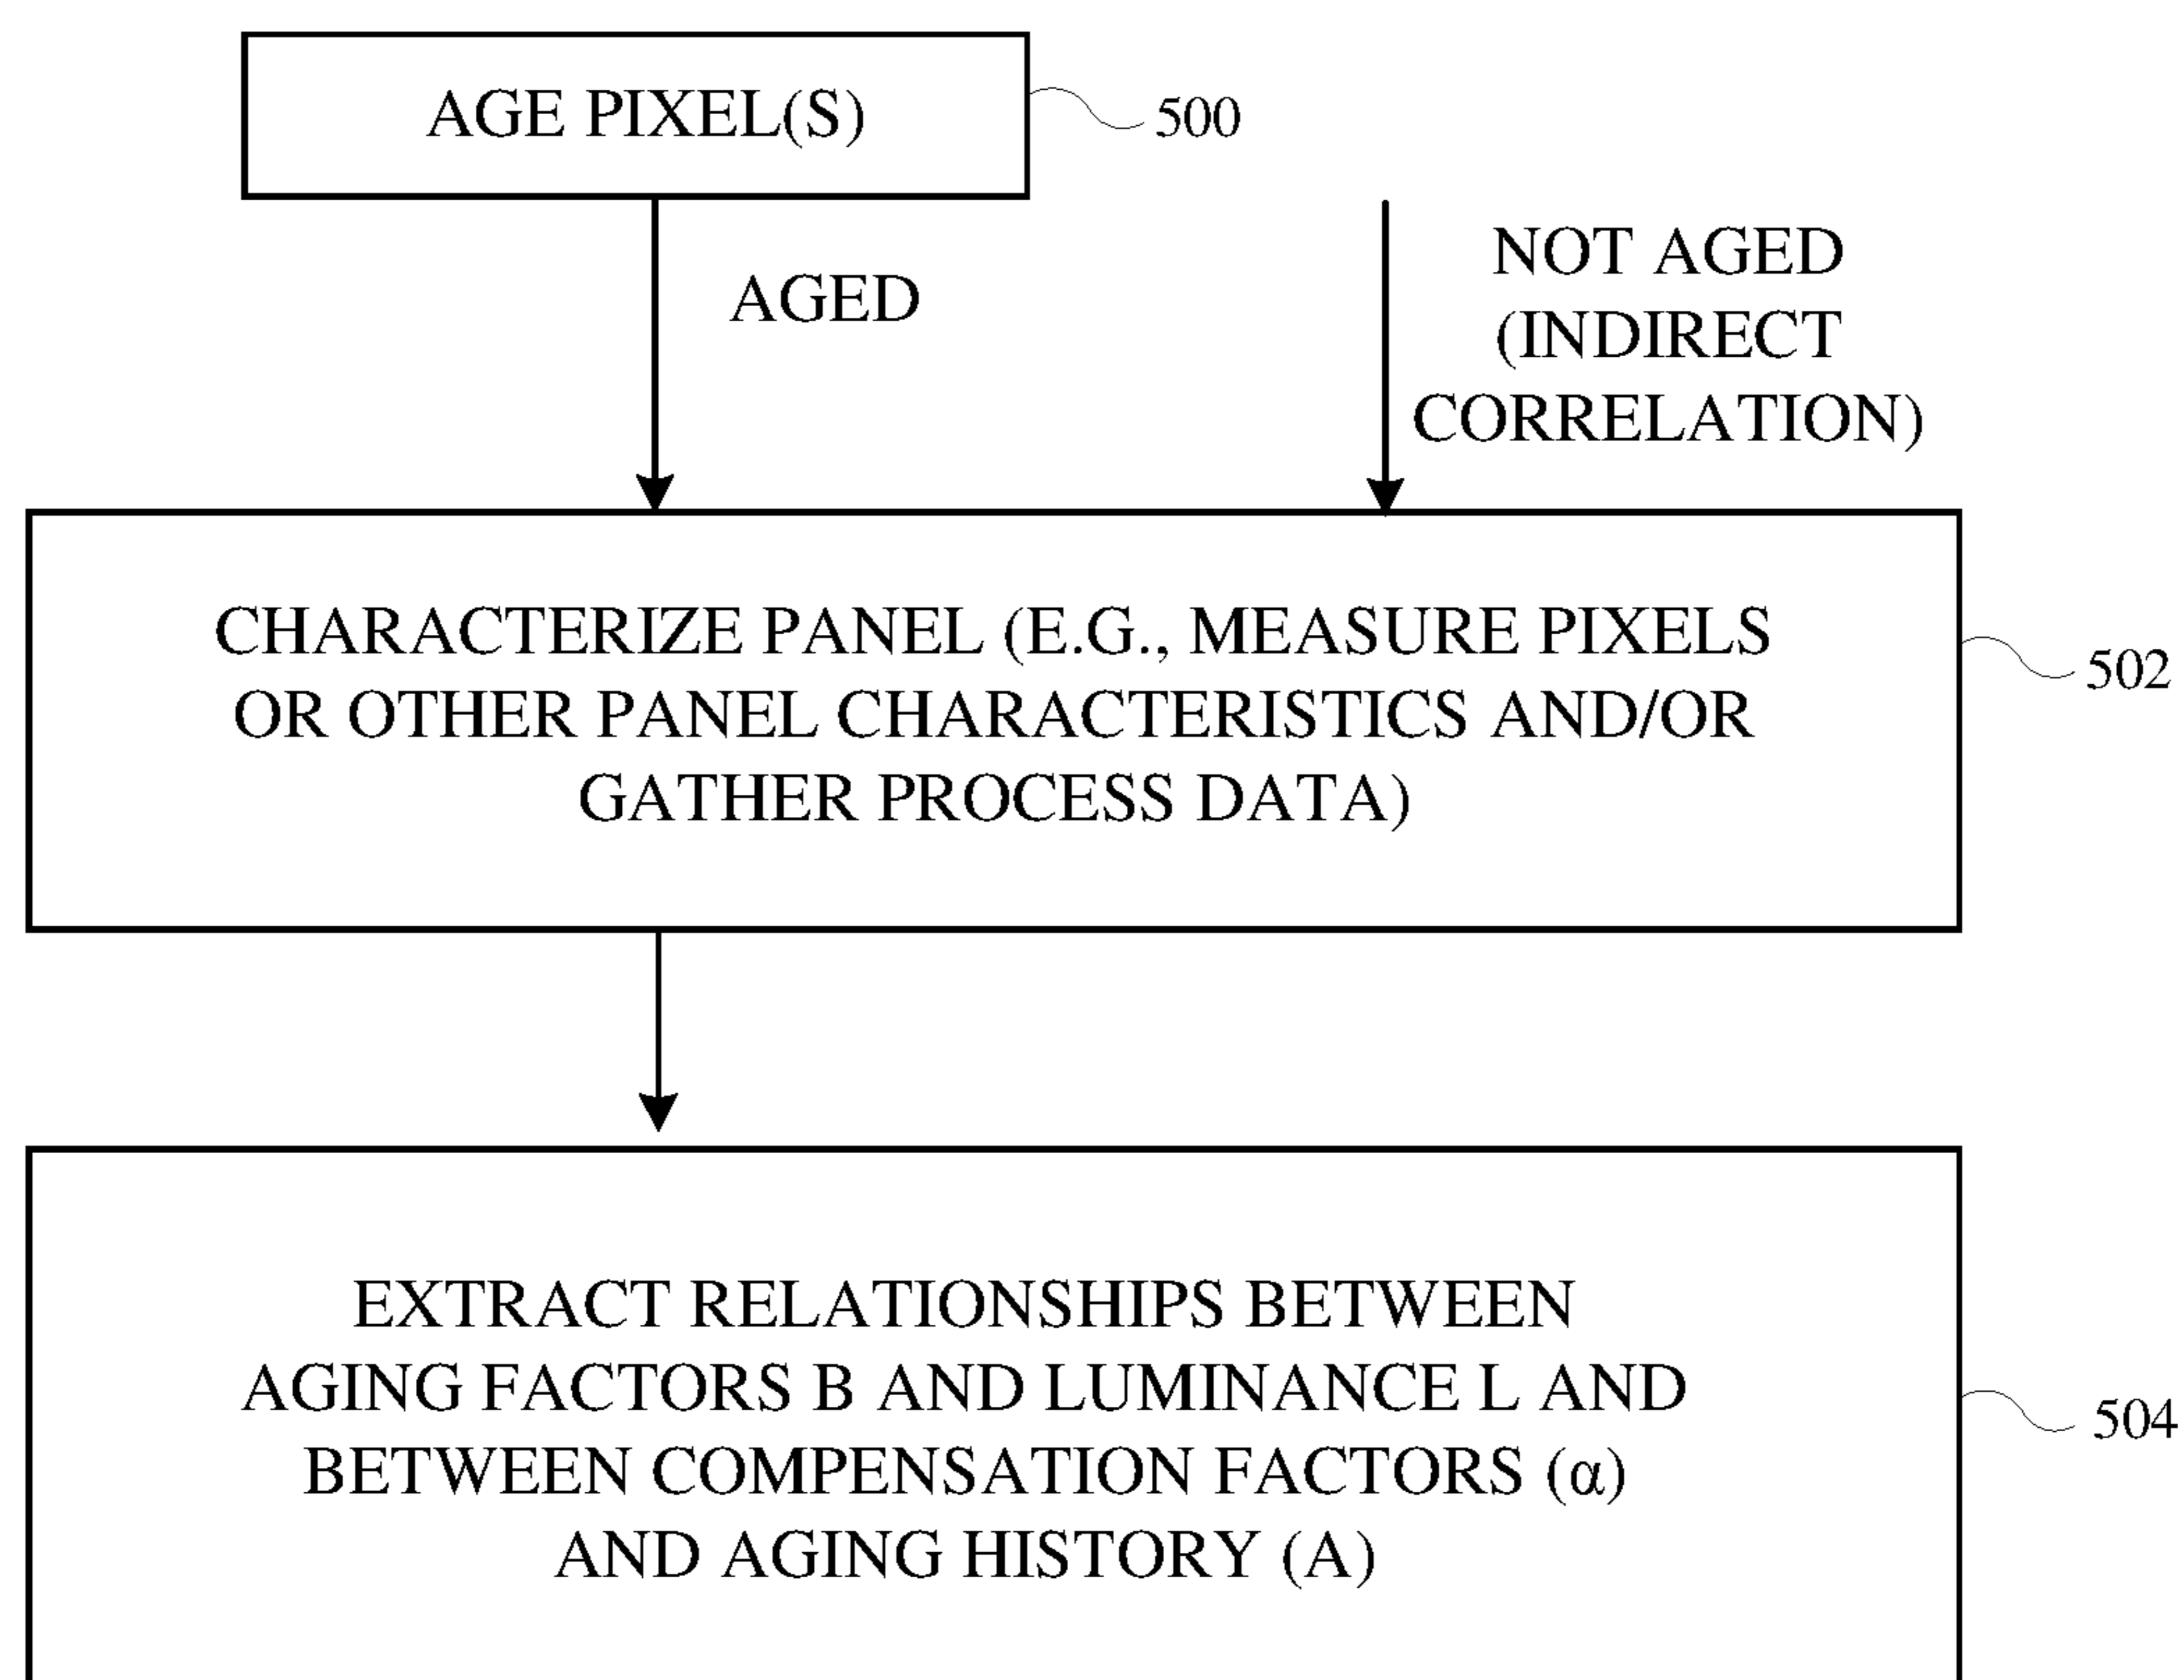 AGE PIXEL(S)
500
AGED
NOT AGED
(INDIRECT
CORRELATION)
CHARACTERIZE PANEL (E.G., MEASURE PIXELS
OR OTHER PANEL CHARACTERISTICS AND/OR
GATHER PROCESS DATA)
502
EXTRACT RELATIONSHIPS BETWEEN
AGING FACTORS B AND LUMINANCE L AND
BETWEEN COMPENSATION FACTORS (α)
AND AGING HISTORY (A)
504